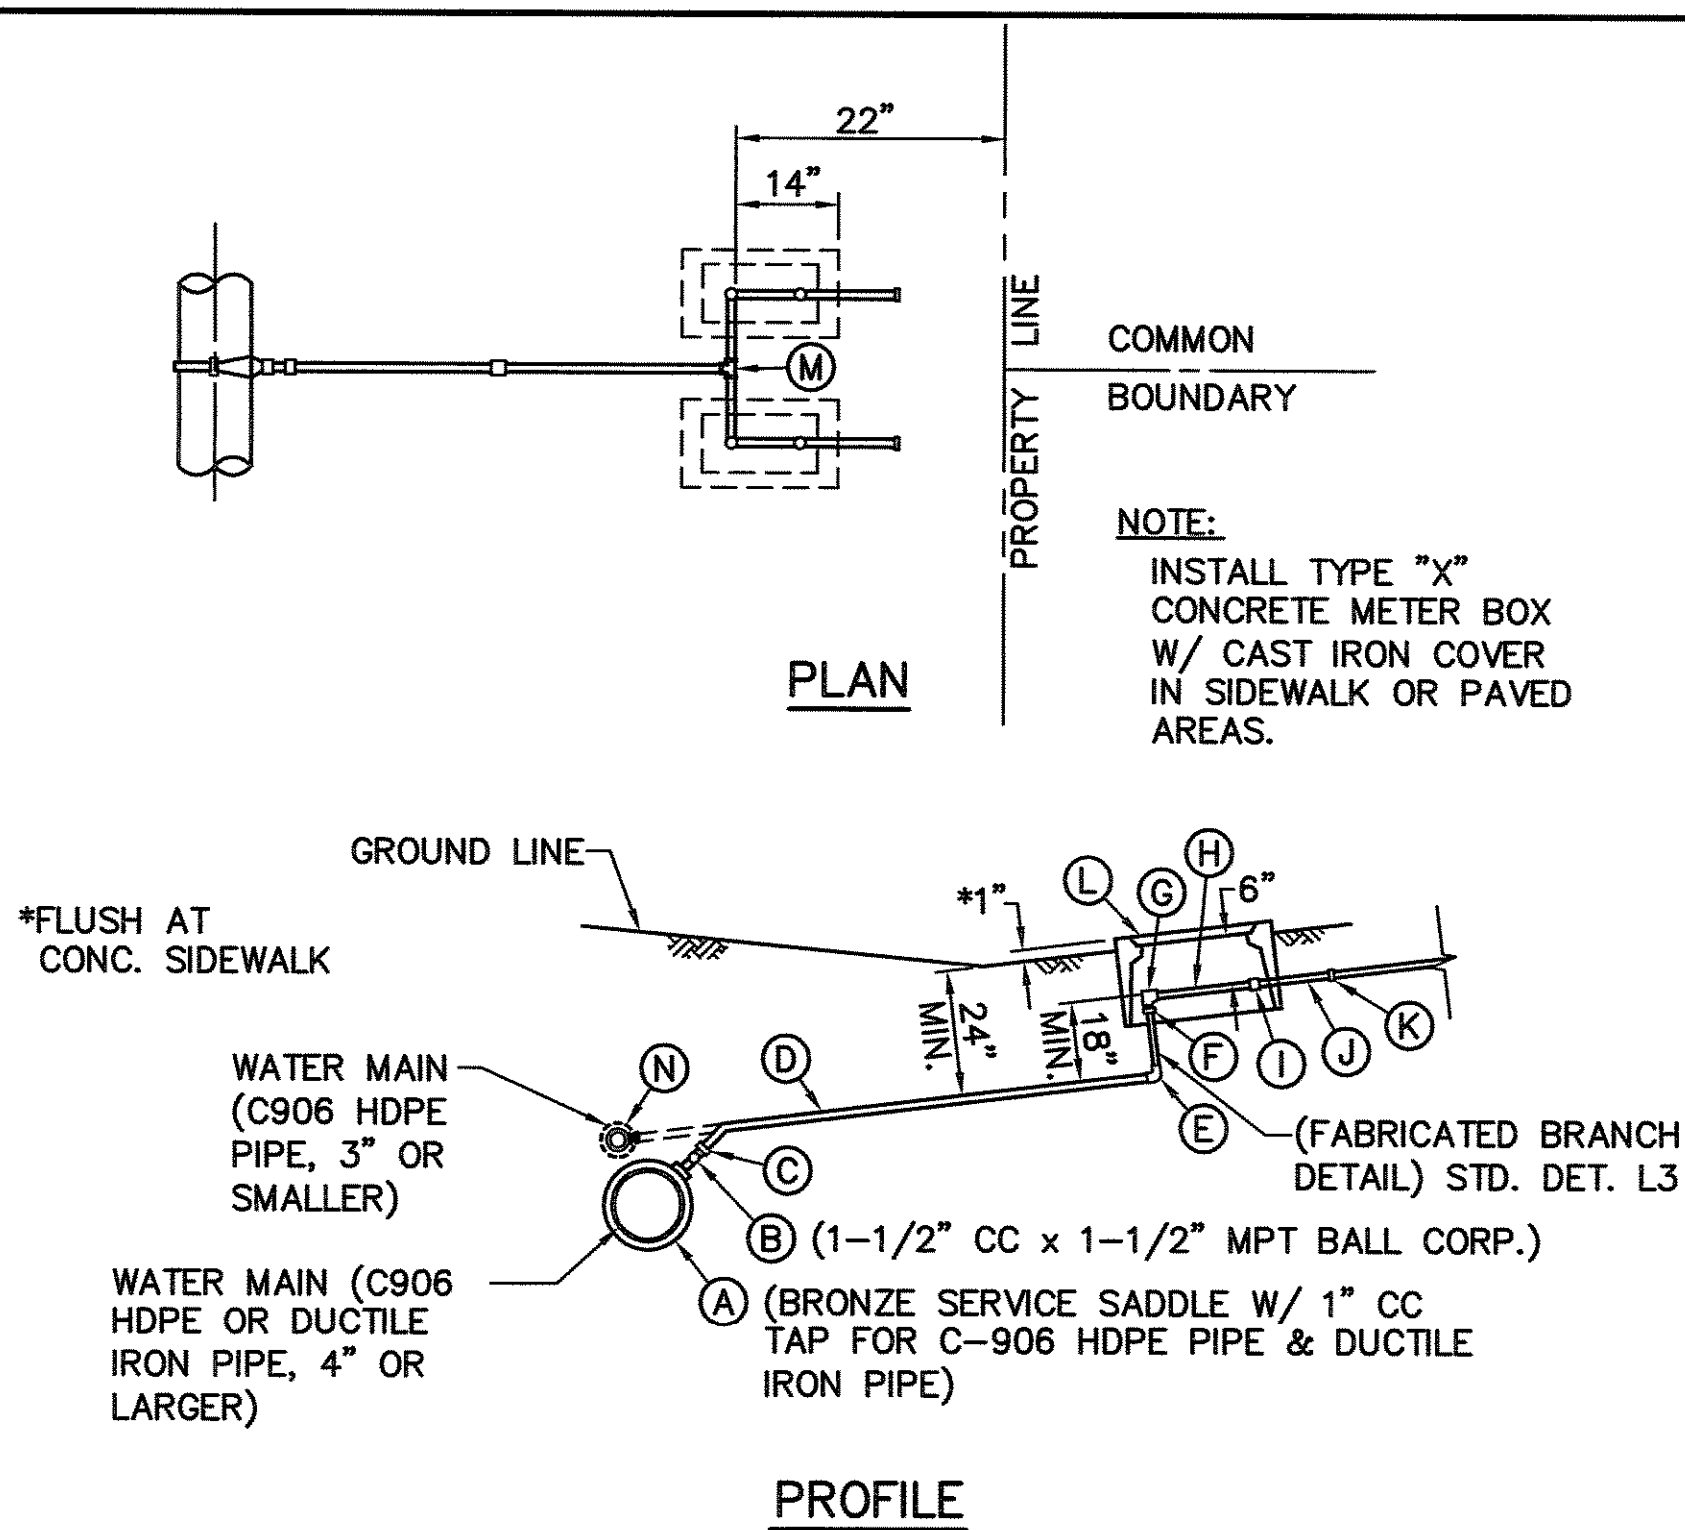 22"
14"
M
PROPERTY LINE
COMMON
BOUNDARY
NOTE:
INSTALL TYPE "X"
CONCRETE METER BOX
W/ CAST IRON COVER
IN SIDEWALK OR PAVED
AREAS.
PLAN
GROUND LINE
*FLUSH AT
CONC. SIDEWALK
*1"
L
G
H
6"
24"
MIN.
18"
MIN.
F
I
J
K
E
D
N
C
WATER MAIN
(C906 HDPE
PIPE, 3" OR
SMALLER)
(FABRICATED BRANCH
DETAIL) STD. DET. L3
B (1-1/2" CC x 1-1/2" MPT BALL CORP.)
WATER MAIN (C906
HDPE OR DUCTILE
IRON PIPE, 4" OR
LARGER)
A (BRONZE SERVICE SADDLE W/ 1" CC
TAP FOR C-906 HDPE PIPE & DUCTILE
IRON PIPE)
PROFILE